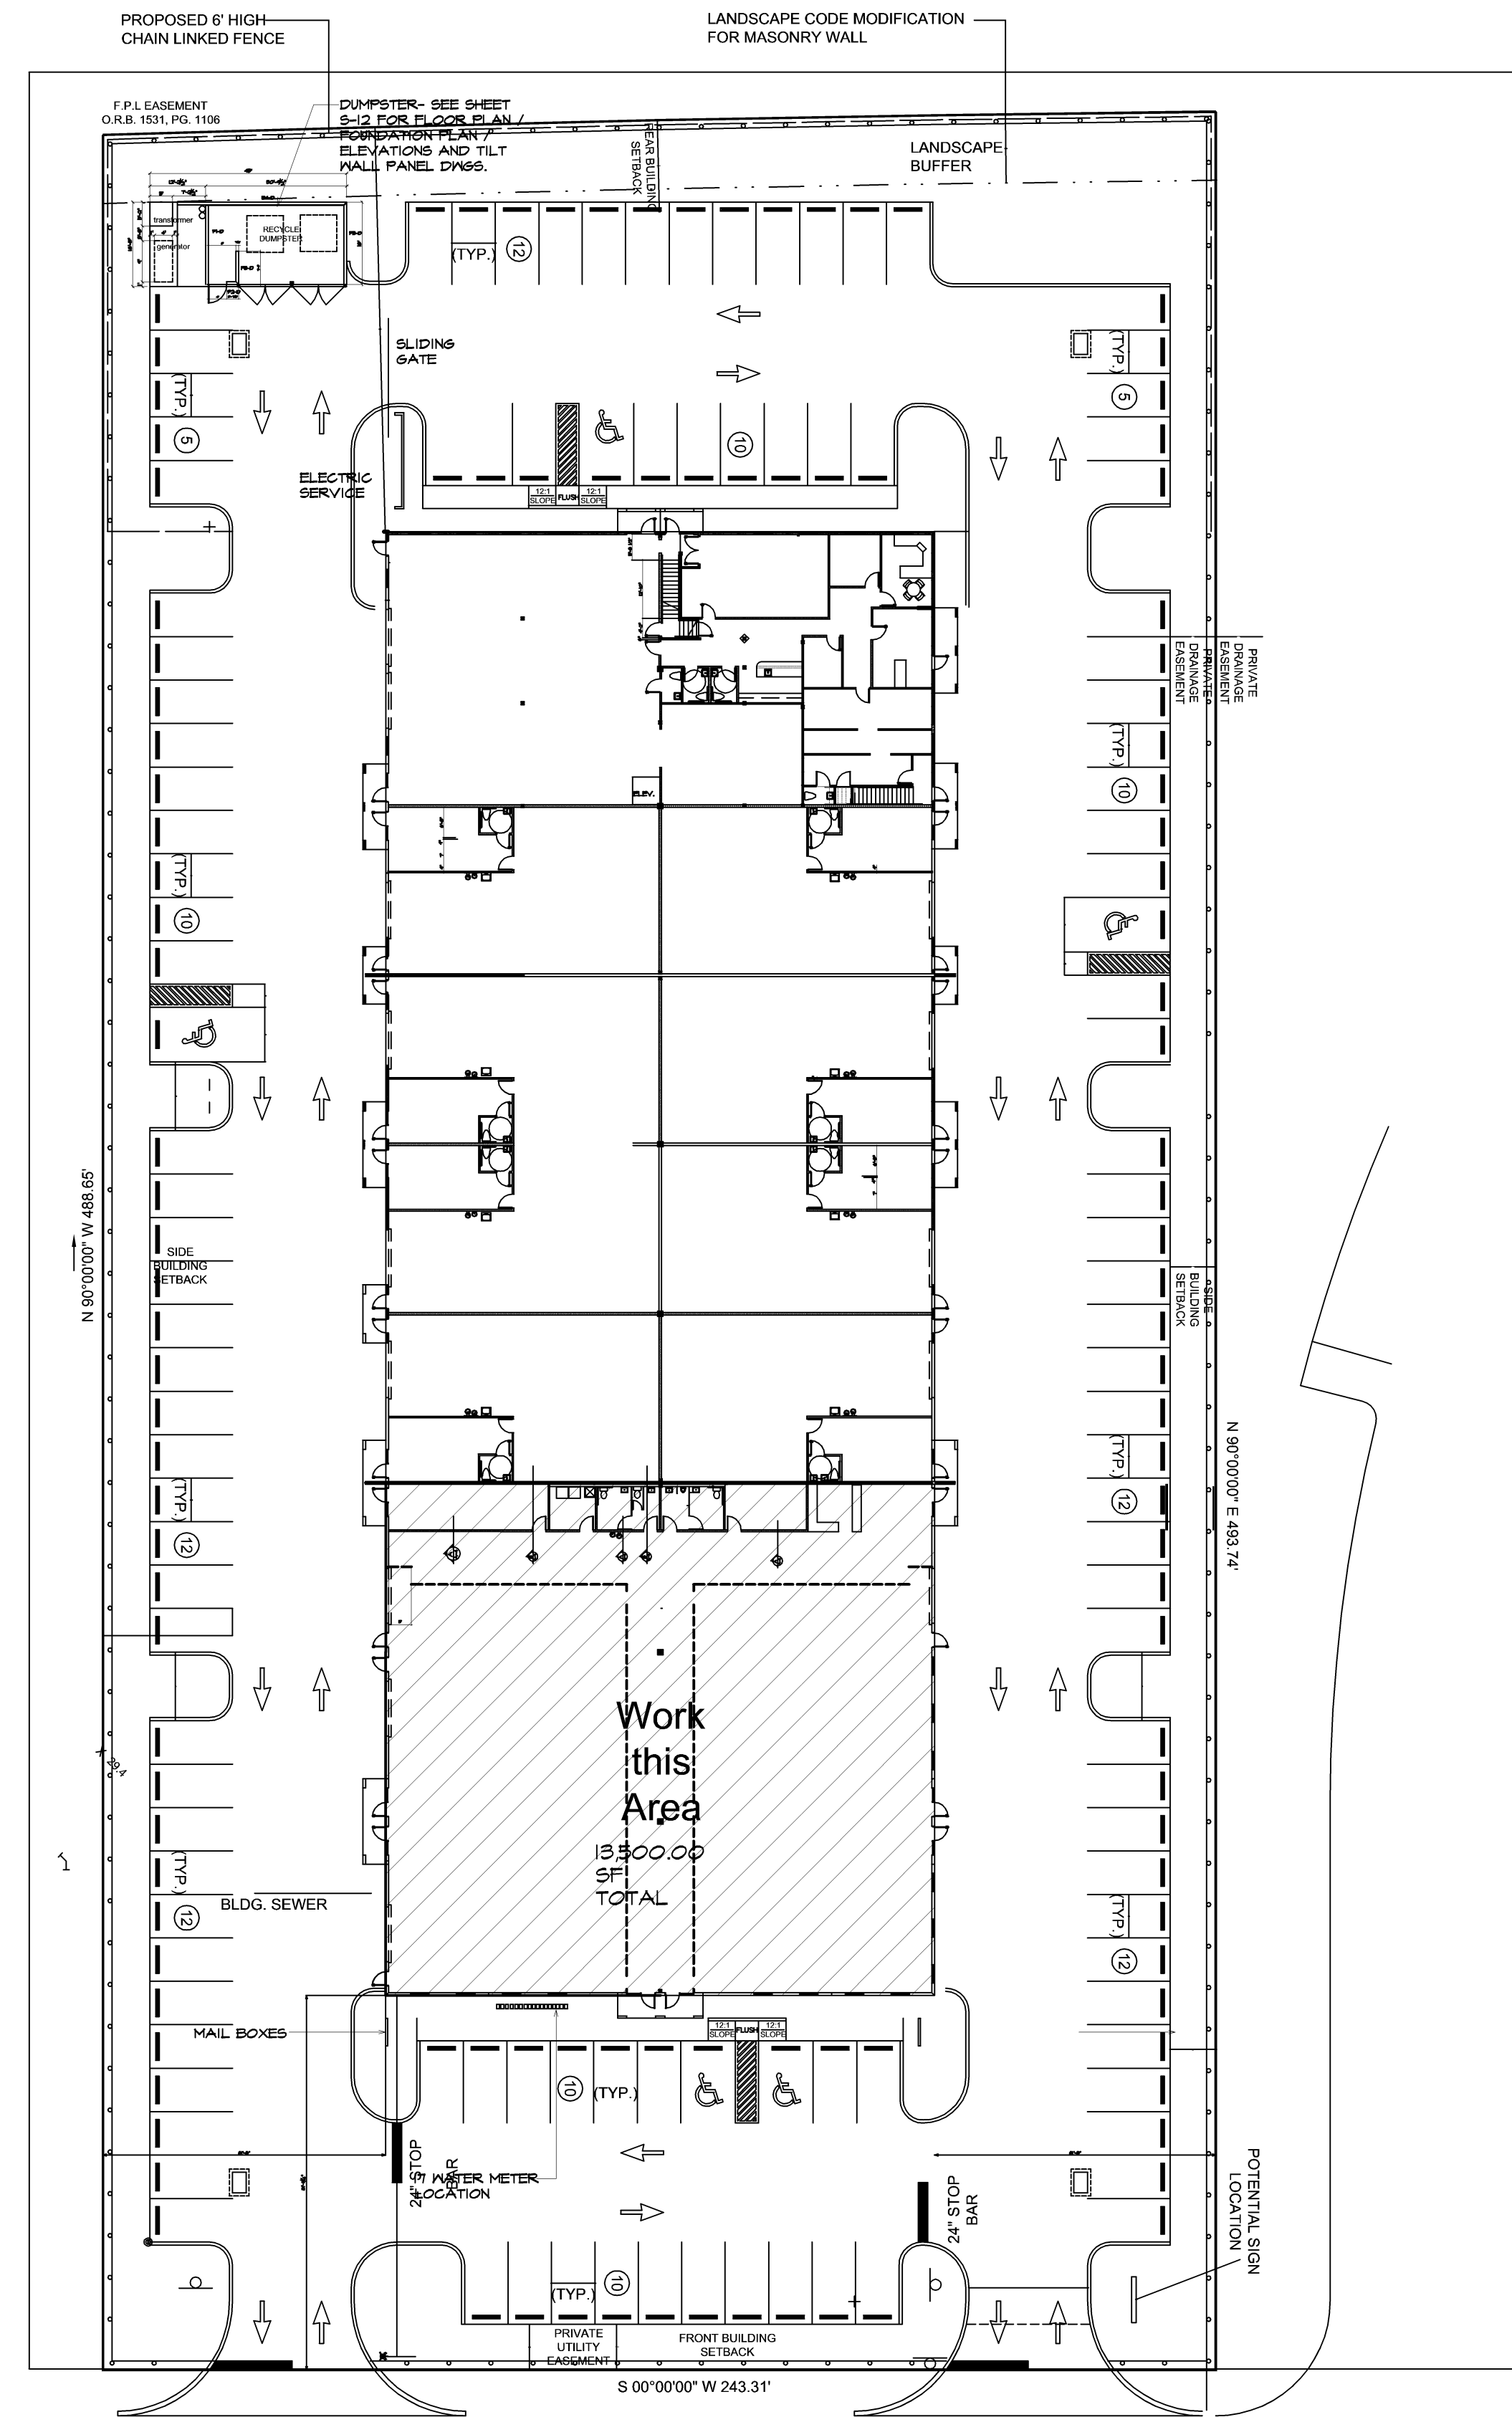 PROPOSED 6' HIGH
CHAIN LINKED FENCE
LANDSCAPE CODE MODIFICATION
FOR MASONRY WALL
F.P.L EASEMENT
O.R.B. 1531, PG. 1106
DUMPSTER- SEE SHEET
S-12 FOR FLOOR PLAN /
FOUNDATION PLAN /
ELEVATIONS AND TILT
WALL PANEL DWGS.
REAR BUILDING
SETBACK
LANDSCAPE
BUFFER
transformer
generator
RECYCLE
DUMPSTER
(TYP.)
12
SLIDING
GATE
(TYP.)
5
(TYP.)
5
10
ELECTRIC
SERVICE
12:1
SLOPE
FLUSH
12:1
SLOPE
PRIVATE
DRAINAGE
EASEMENT
PRIVATE
DRAINAGE
EASEMENT
(TYP.)
10
ELEV.
(TYP.)
10
N 90°00'00" W 488.65'
SIDE
BUILDING
SETBACK
SIDE
BUILDING
SETBACK
(TYP.)
12
N 90°00'00" E 493.74'
(TYP.)
12
Work
this
Area
13,500.00
SF
TOTAL
29.4
(TYP.)
12
BLDG. SEWER
(TYP.)
12
MAIL BOXES
12:1
SLOPE
FLUSH
12:1
SLOPE
10
(TYP.)
24" STOP
BAR
WATER METER
LOCATION
24" STOP
BAR
POTENTIAL SIGN
LOCATION
(TYP.)
10
PRIVATE
UTILITY
EASEMENT
FRONT BUILDING
SETBACK
S 00°00'00" W 243.31'